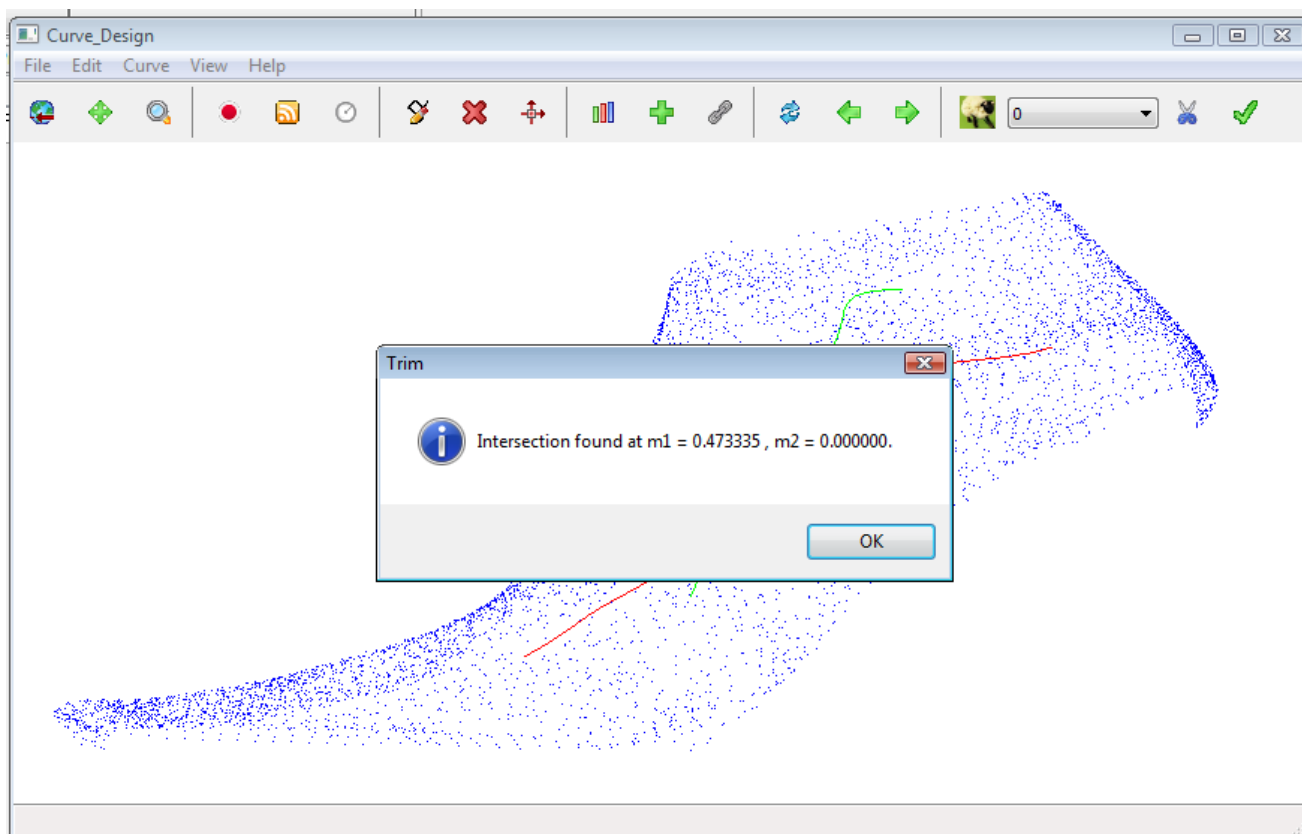 Curve_Design
File Edit Curve View Help
0
Trim
Intersection found at m1 = 0.473335 , m2 = 0.000000.
OK